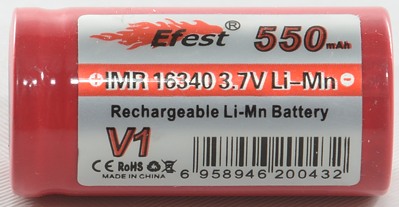 Efest® 550mAh
IMR 16340 3.7V Li-Mn
Rechargeable Li-Mn Battery
V1
CE RoHS
MADE IN CHINA
6 958946 200432